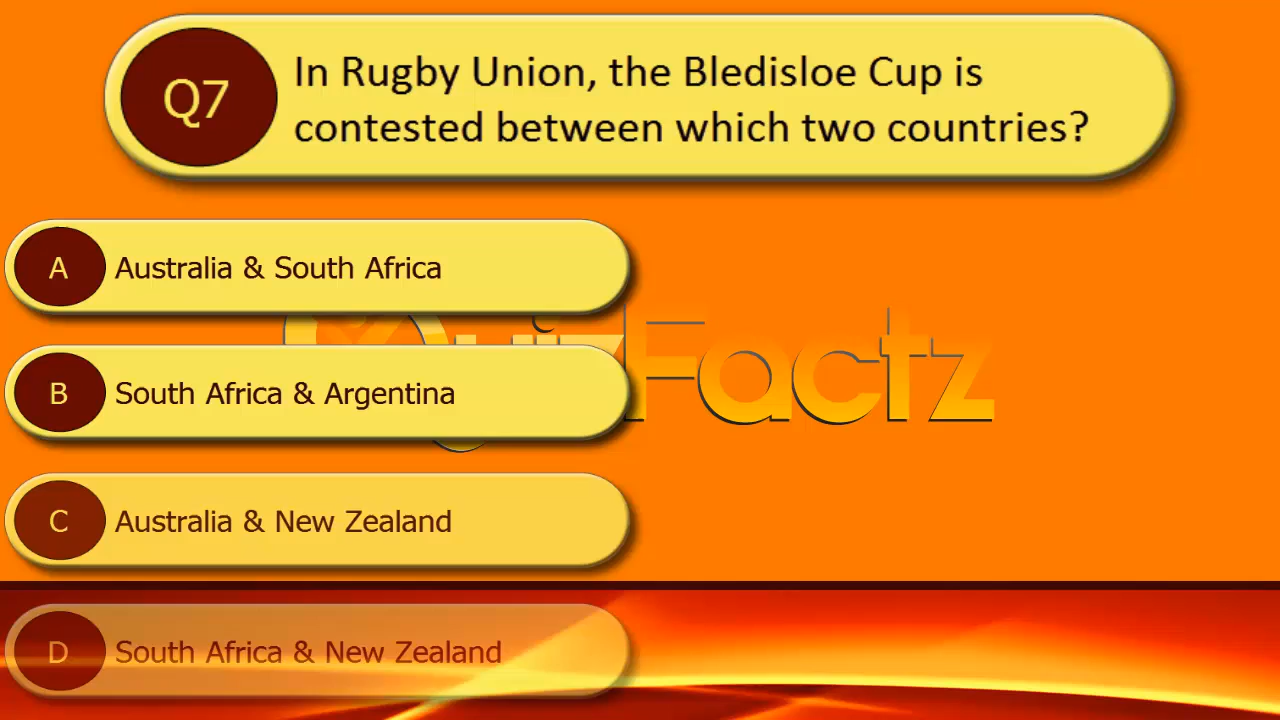 Q7
In Rugby Union, the Bledisloe Cup is
contested between which two countries?
A
Australia & South Africa
B
South Africa & Argentina
C
Australia & New Zealand
D
South Africa & New Zealand
QuizFactz